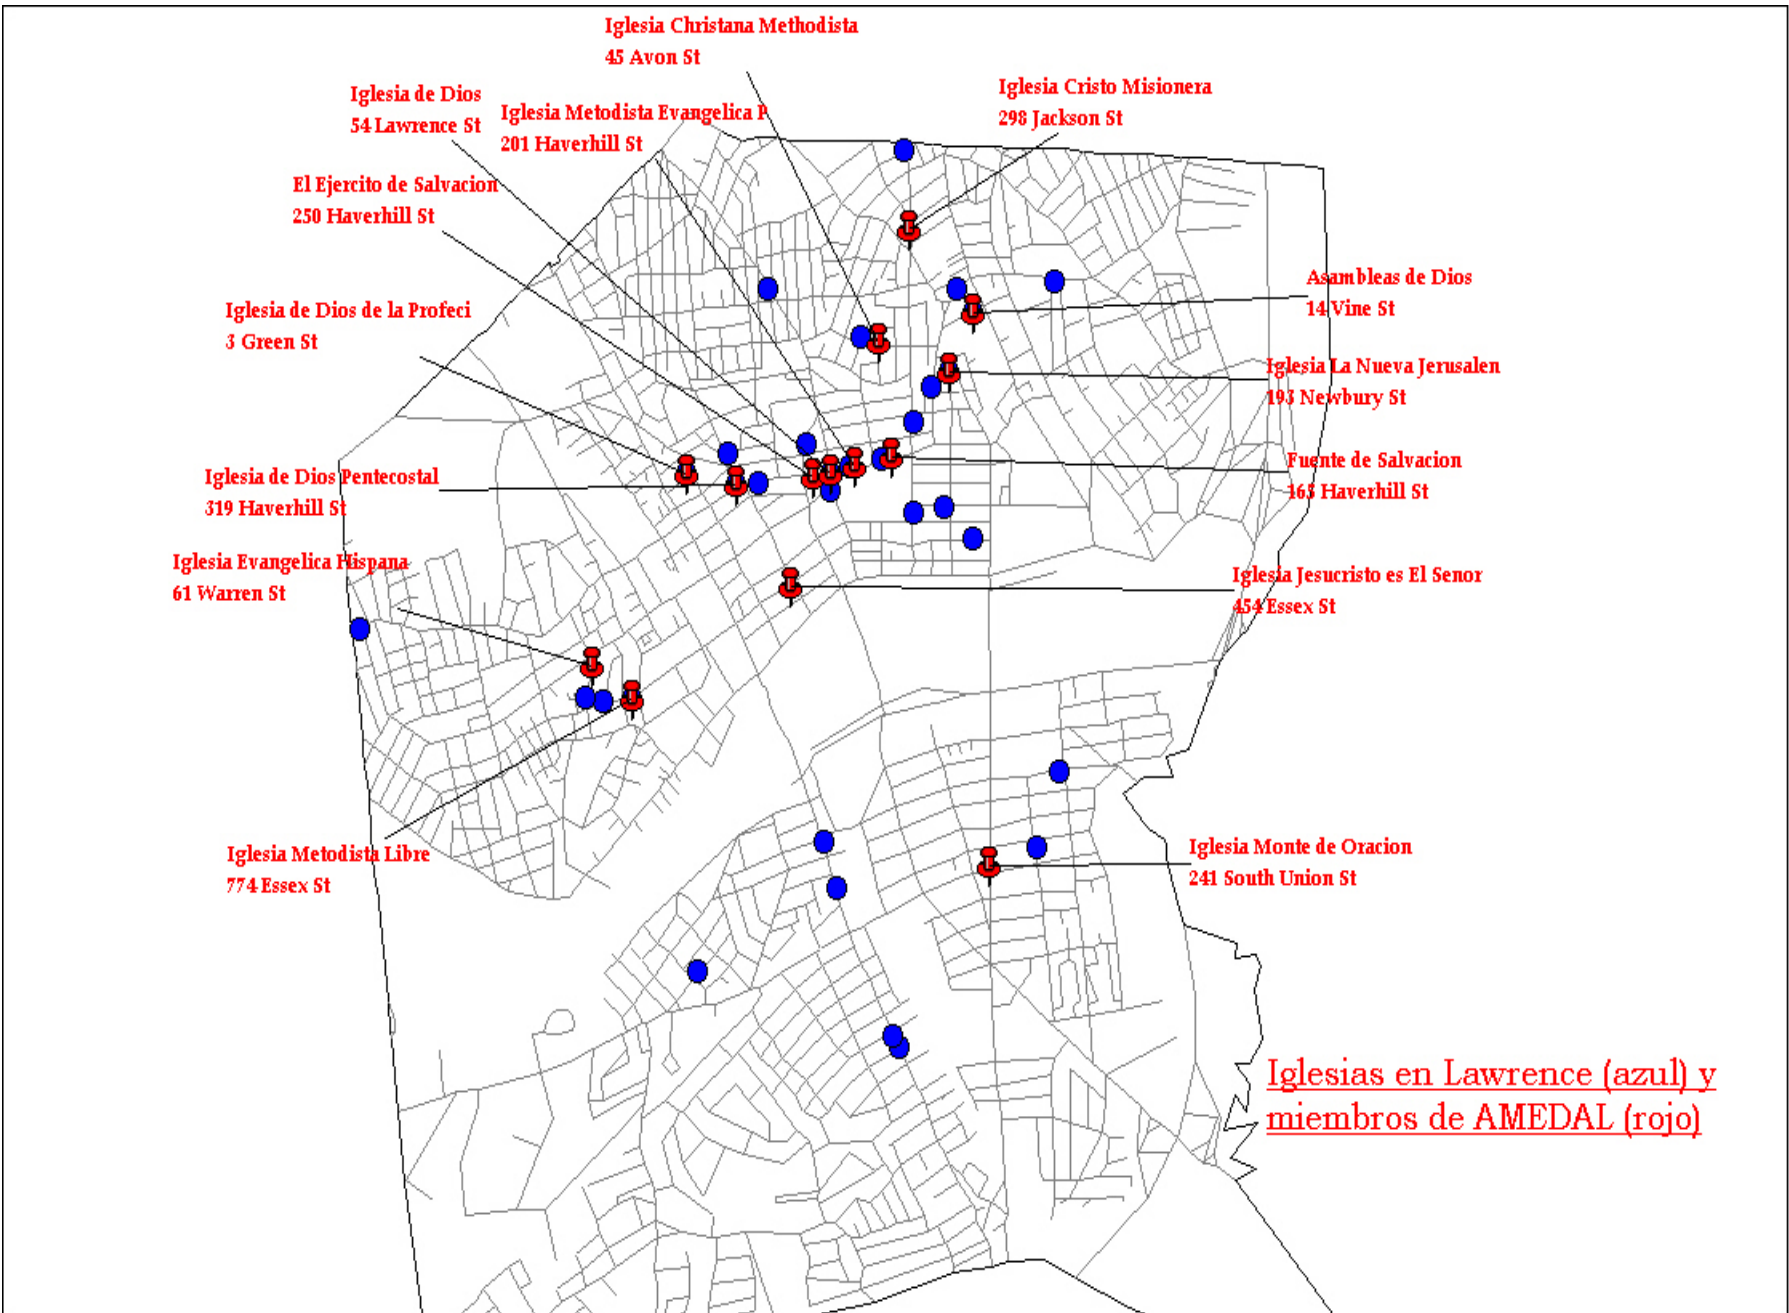 Iglesia Christana Methodista
45 Avon St
Iglesia de Dios
54 Lawrence St
Iglesia Metodista Evangelica P
201 Haverhill St
Iglesia Cristo Misionera
298 Jackson St
El Ejercito de Salvacion
250 Haverhill St
Asambleas de Dios
14 Vine St
Iglesia de Dios de la Profeci
3 Green St
Iglesia La Nueva Jerusalen
193 Newbury St
Iglesia de Dios Pentecostal
319 Haverhill St
Fuente de Salvacion
165 Haverhill St
Iglesia Evangelica Hispana
61 Warren St
Iglesia Jesucristo es El Senor
454 Essex St
Iglesia Metodista Libre
774 Essex St
Iglesia Monte de Oracion
241 South Union St
Iglesias en Lawrence (azul) y
miembros de AMEDAL (rojo)